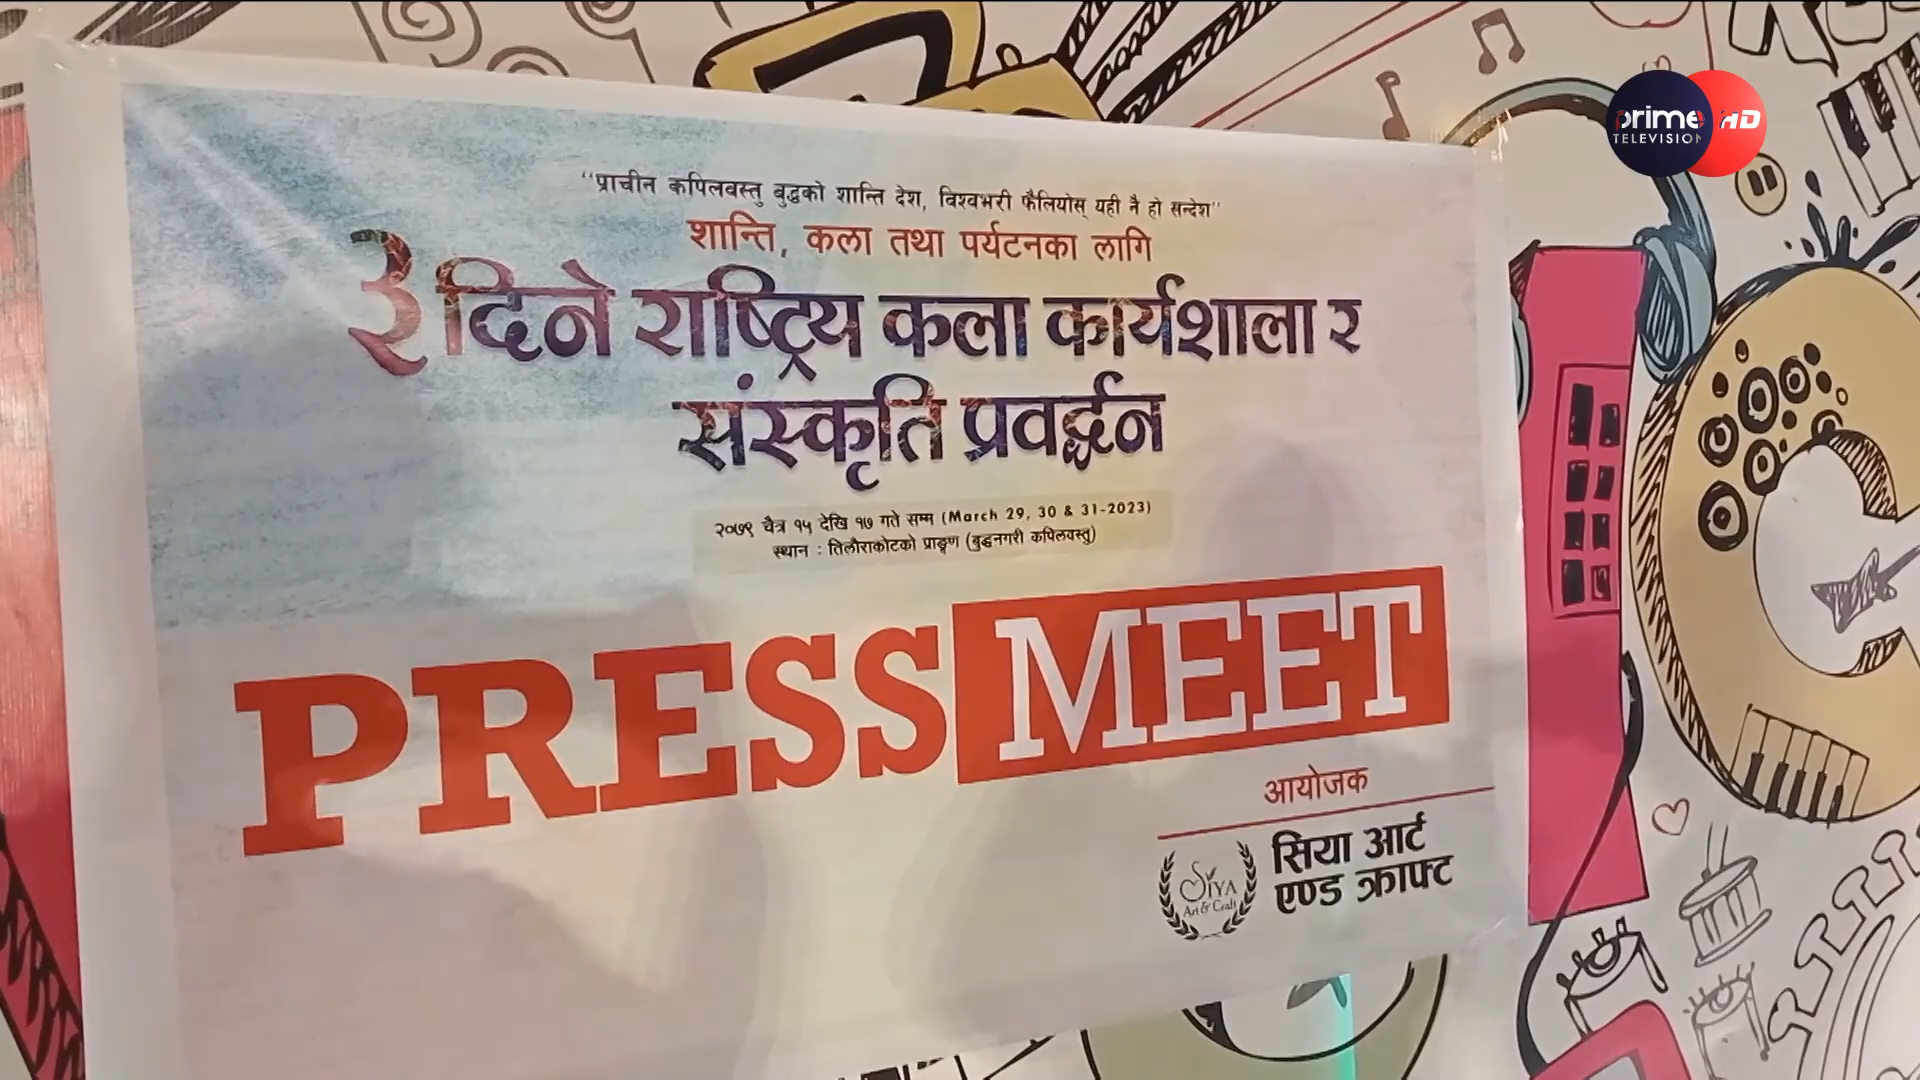 "प्राचीन कपिलवस्तु बुद्धको शान्ति देश, विश्वभरी फैलियोस् यही नै हो सन्देश"
शान्ति, कला तथा पर्यटनका लागि
३ दिने राष्ट्रिय कला कार्यशाला र
संस्कृति प्रवर्द्धन
२०७९ चैत्र १५ देखि १७ गते सम्म (March 29, 30 & 31-2023)
स्थान : तिलौराकोटको प्राङ्गण (बुद्धनगरी कपिलवस्तु)
PRESS MEET
आयोजक
सिया आर्ट
एण्ड क्राफ्ट
SIYA
Art & Craft
prime HD
TELEVISION